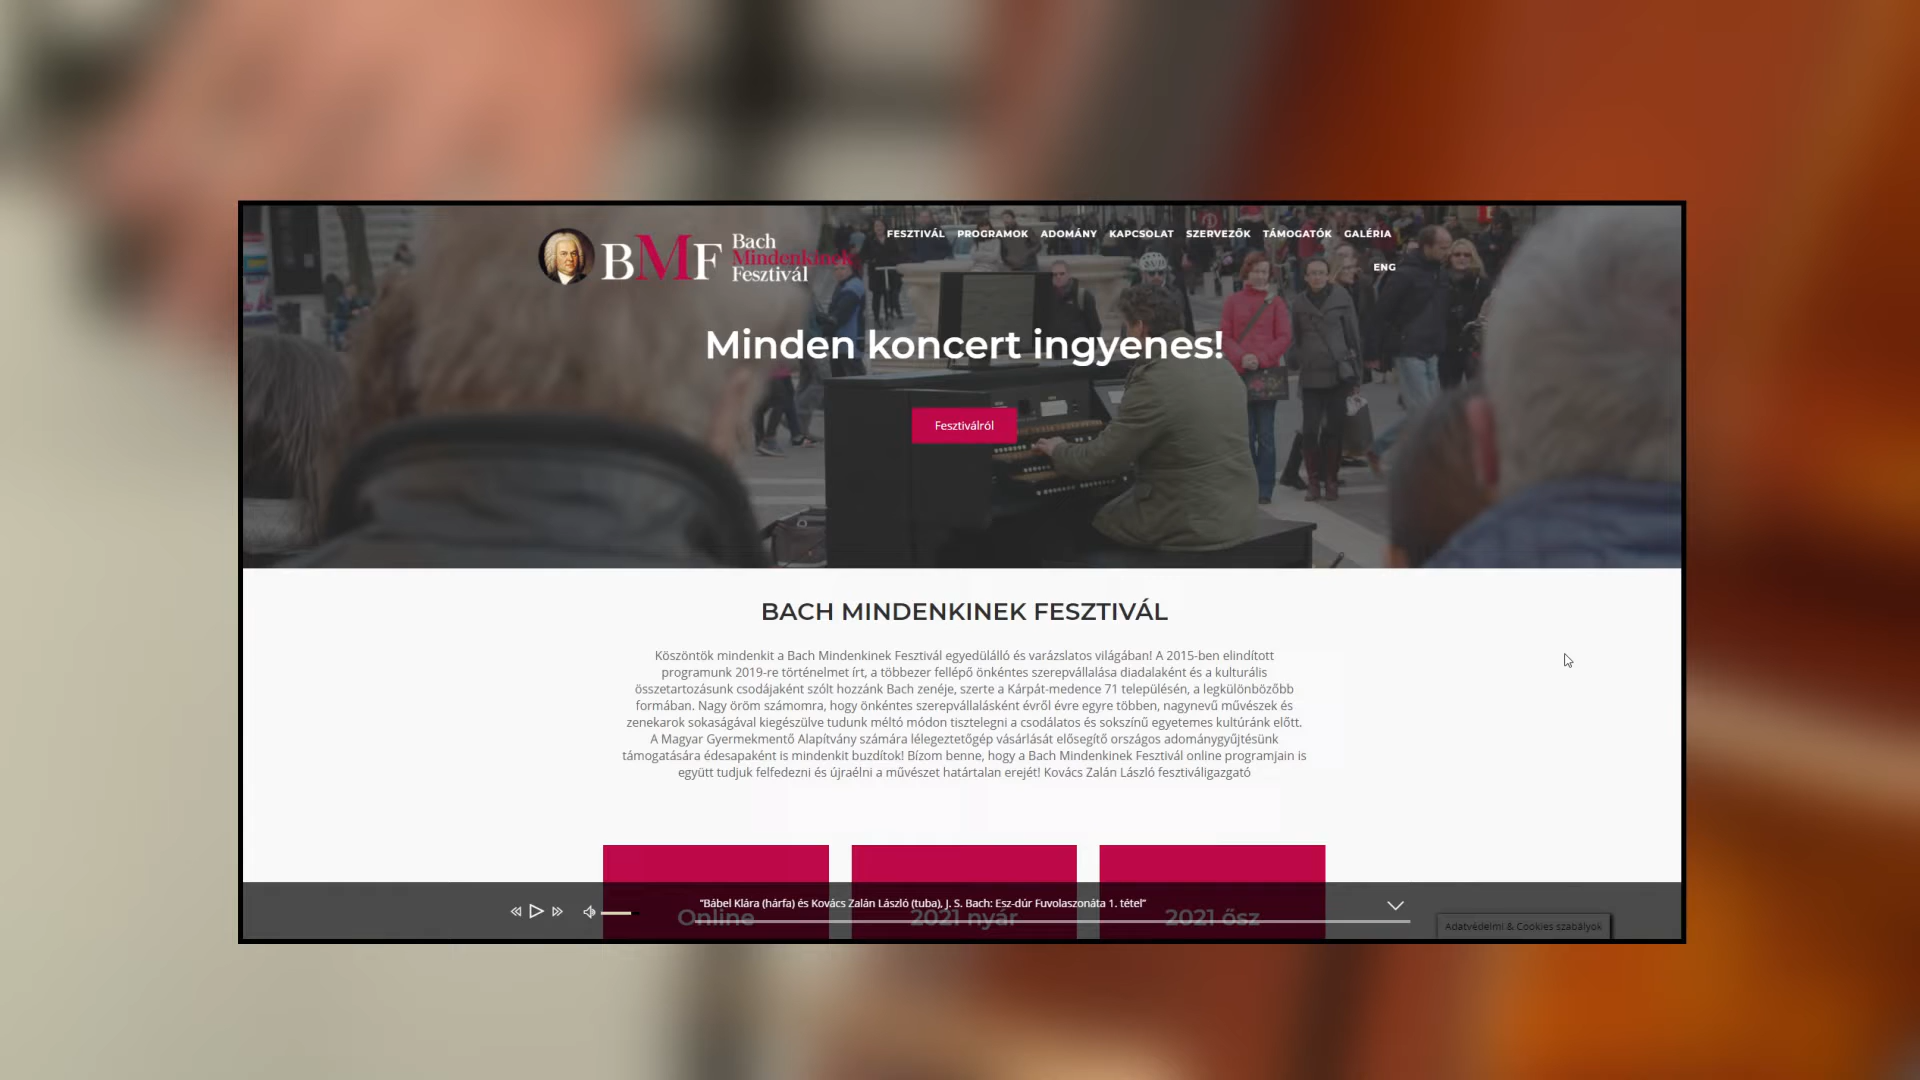 BMF
Bach
Mindenkinek
Fesztivál
FESZTIVÁL PROGRAMOK ADOMÁNY KAPCSOLAT SZERVEZŐK TÁMOGATÓK GALÉRIA
ENG
Minden koncert ingyenes!
Fesztiválról
BACH MINDENKINEK FESZTIVÁL
Köszöntök mindenkit a Bach Mindenkinek Fesztivál egyedülálló és varázslatos világában! A 2015-ben elindított
programunk 2019-re történelmet írt, a többezer fellépő önkéntes szerepvállalása diadalaként és a kulturális
összetartozásunk csodájaként szólt hozzánk Bach zenéje, szerte a Kárpát-medence 71 településén, a legkülönbözőbb
formában. Nagy öröm számomra, hogy önkéntes szerepvállalásként évről évre egyre többen, nagynevű művészek és
zenekarok sokaságával kiegészülve tudunk méltó módon tisztelegni a csodálatos és sokszínű egyetemes kultúránk előtt.
A Magyar Gyermekmentő Alapítvány számára lélegeztetőgép vásárlását elősegítő országos adománygyűjtésünk
támogatására édesapaként is mindenkit buzdítok! Bízom benne, hogy a Bach Mindenkinek Fesztivál online programjain is
együtt tudjuk felfedezni és újraélni a művészet határtalan erejét! Kovács Zalán László fesztiváligazgató
"Bábel Klára (hárfa) és Kovács Zalán László (tuba), J. S. Bach: Esz-dúr Fuvolaszonáta 1. tétel"
Online 2021 nyár 2021 ősz
Adatvédelmi & Cookies szabályok